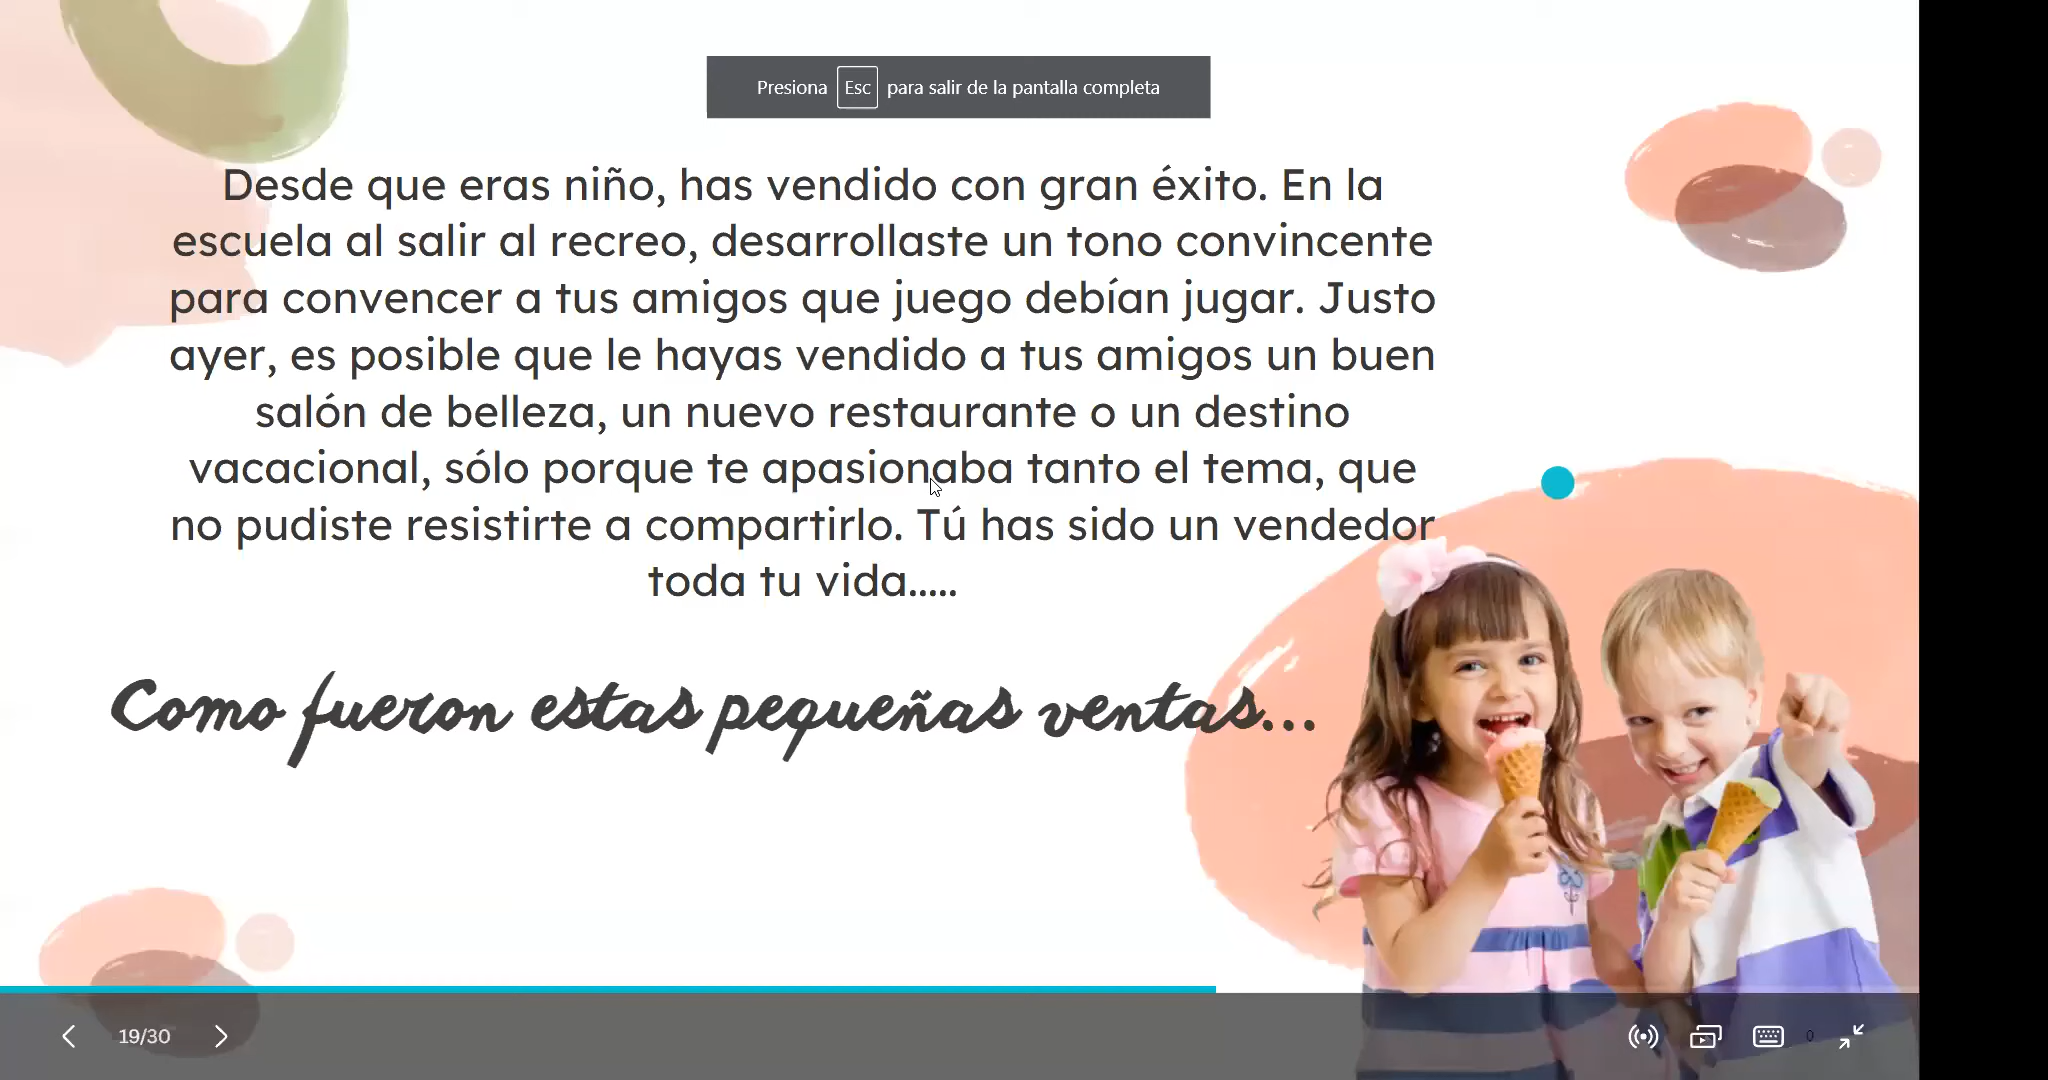 Presiona Esc para salir de la pantalla completa
Desde que eras niño, has vendido con gran éxito. En la
escuela al salir al recreo, desarrollaste un tono convincente
para convencer a tus amigos que juego debían jugar. Justo
ayer, es posible que le hayas vendido a tus amigos un buen
salón de belleza, un nuevo restaurante o un destino
vacacional, sólo porque te apasionaba tanto el tema, que
no pudiste resistirte a compartirlo. Tú has sido un vendedor
toda tu vida.....
Como fueron estas pequeñas ventas...
19/30
0